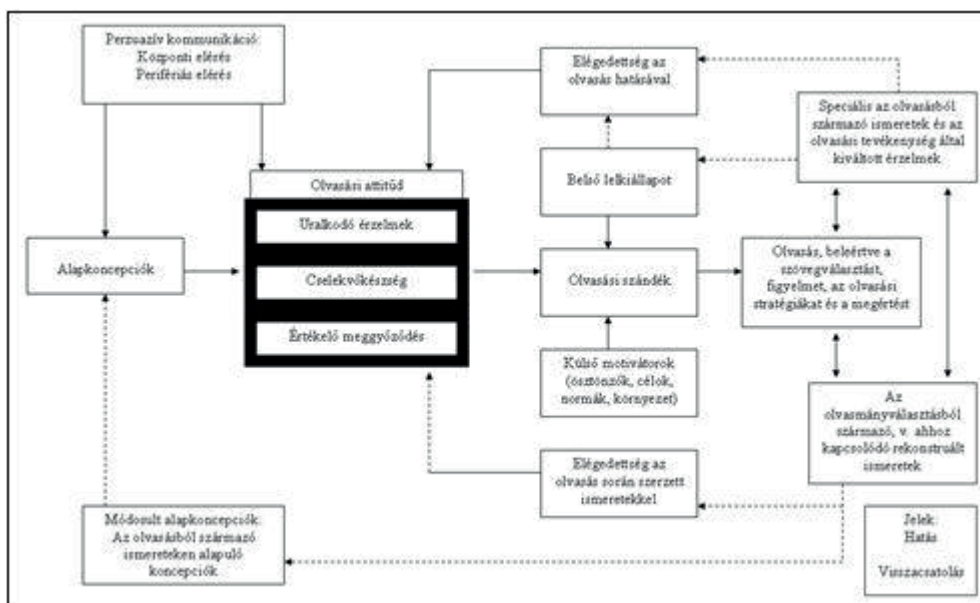 Perzuazív kommunikáció:
Központi elérés
Perifériás elérés
Elégedettség az
olvasás hatásával
Speciális az olvasásból
származó ismeretek és az
olvasási tevékenység által
kiváltott érzelmek
Olvasási attitűd
Belső lelkiállapot
Uralkodó érzelmek
Alapkoncepciók
Cselekvőkészség
Olvasási szándék
Olvasás, beleértve a
szövegválasztást,
figyelmet, az olvasási
stratégiákat és a megértést
Értékelő meggyőződés
Külső motivátorok
(ösztönzők, célok,
normák, környezet)
Az
olvasmányválasztásból
származó, v. ahhoz
kapcsolódó rekonstruált
ismeretek
Elégedettség az
olvasás során szerzett
ismeretekkel
Módosult alapkoncepciók:
Az olvasásból származó
ismereteken alapuló
koncepciók
Jelek:
Hatás
Visszacsatolás